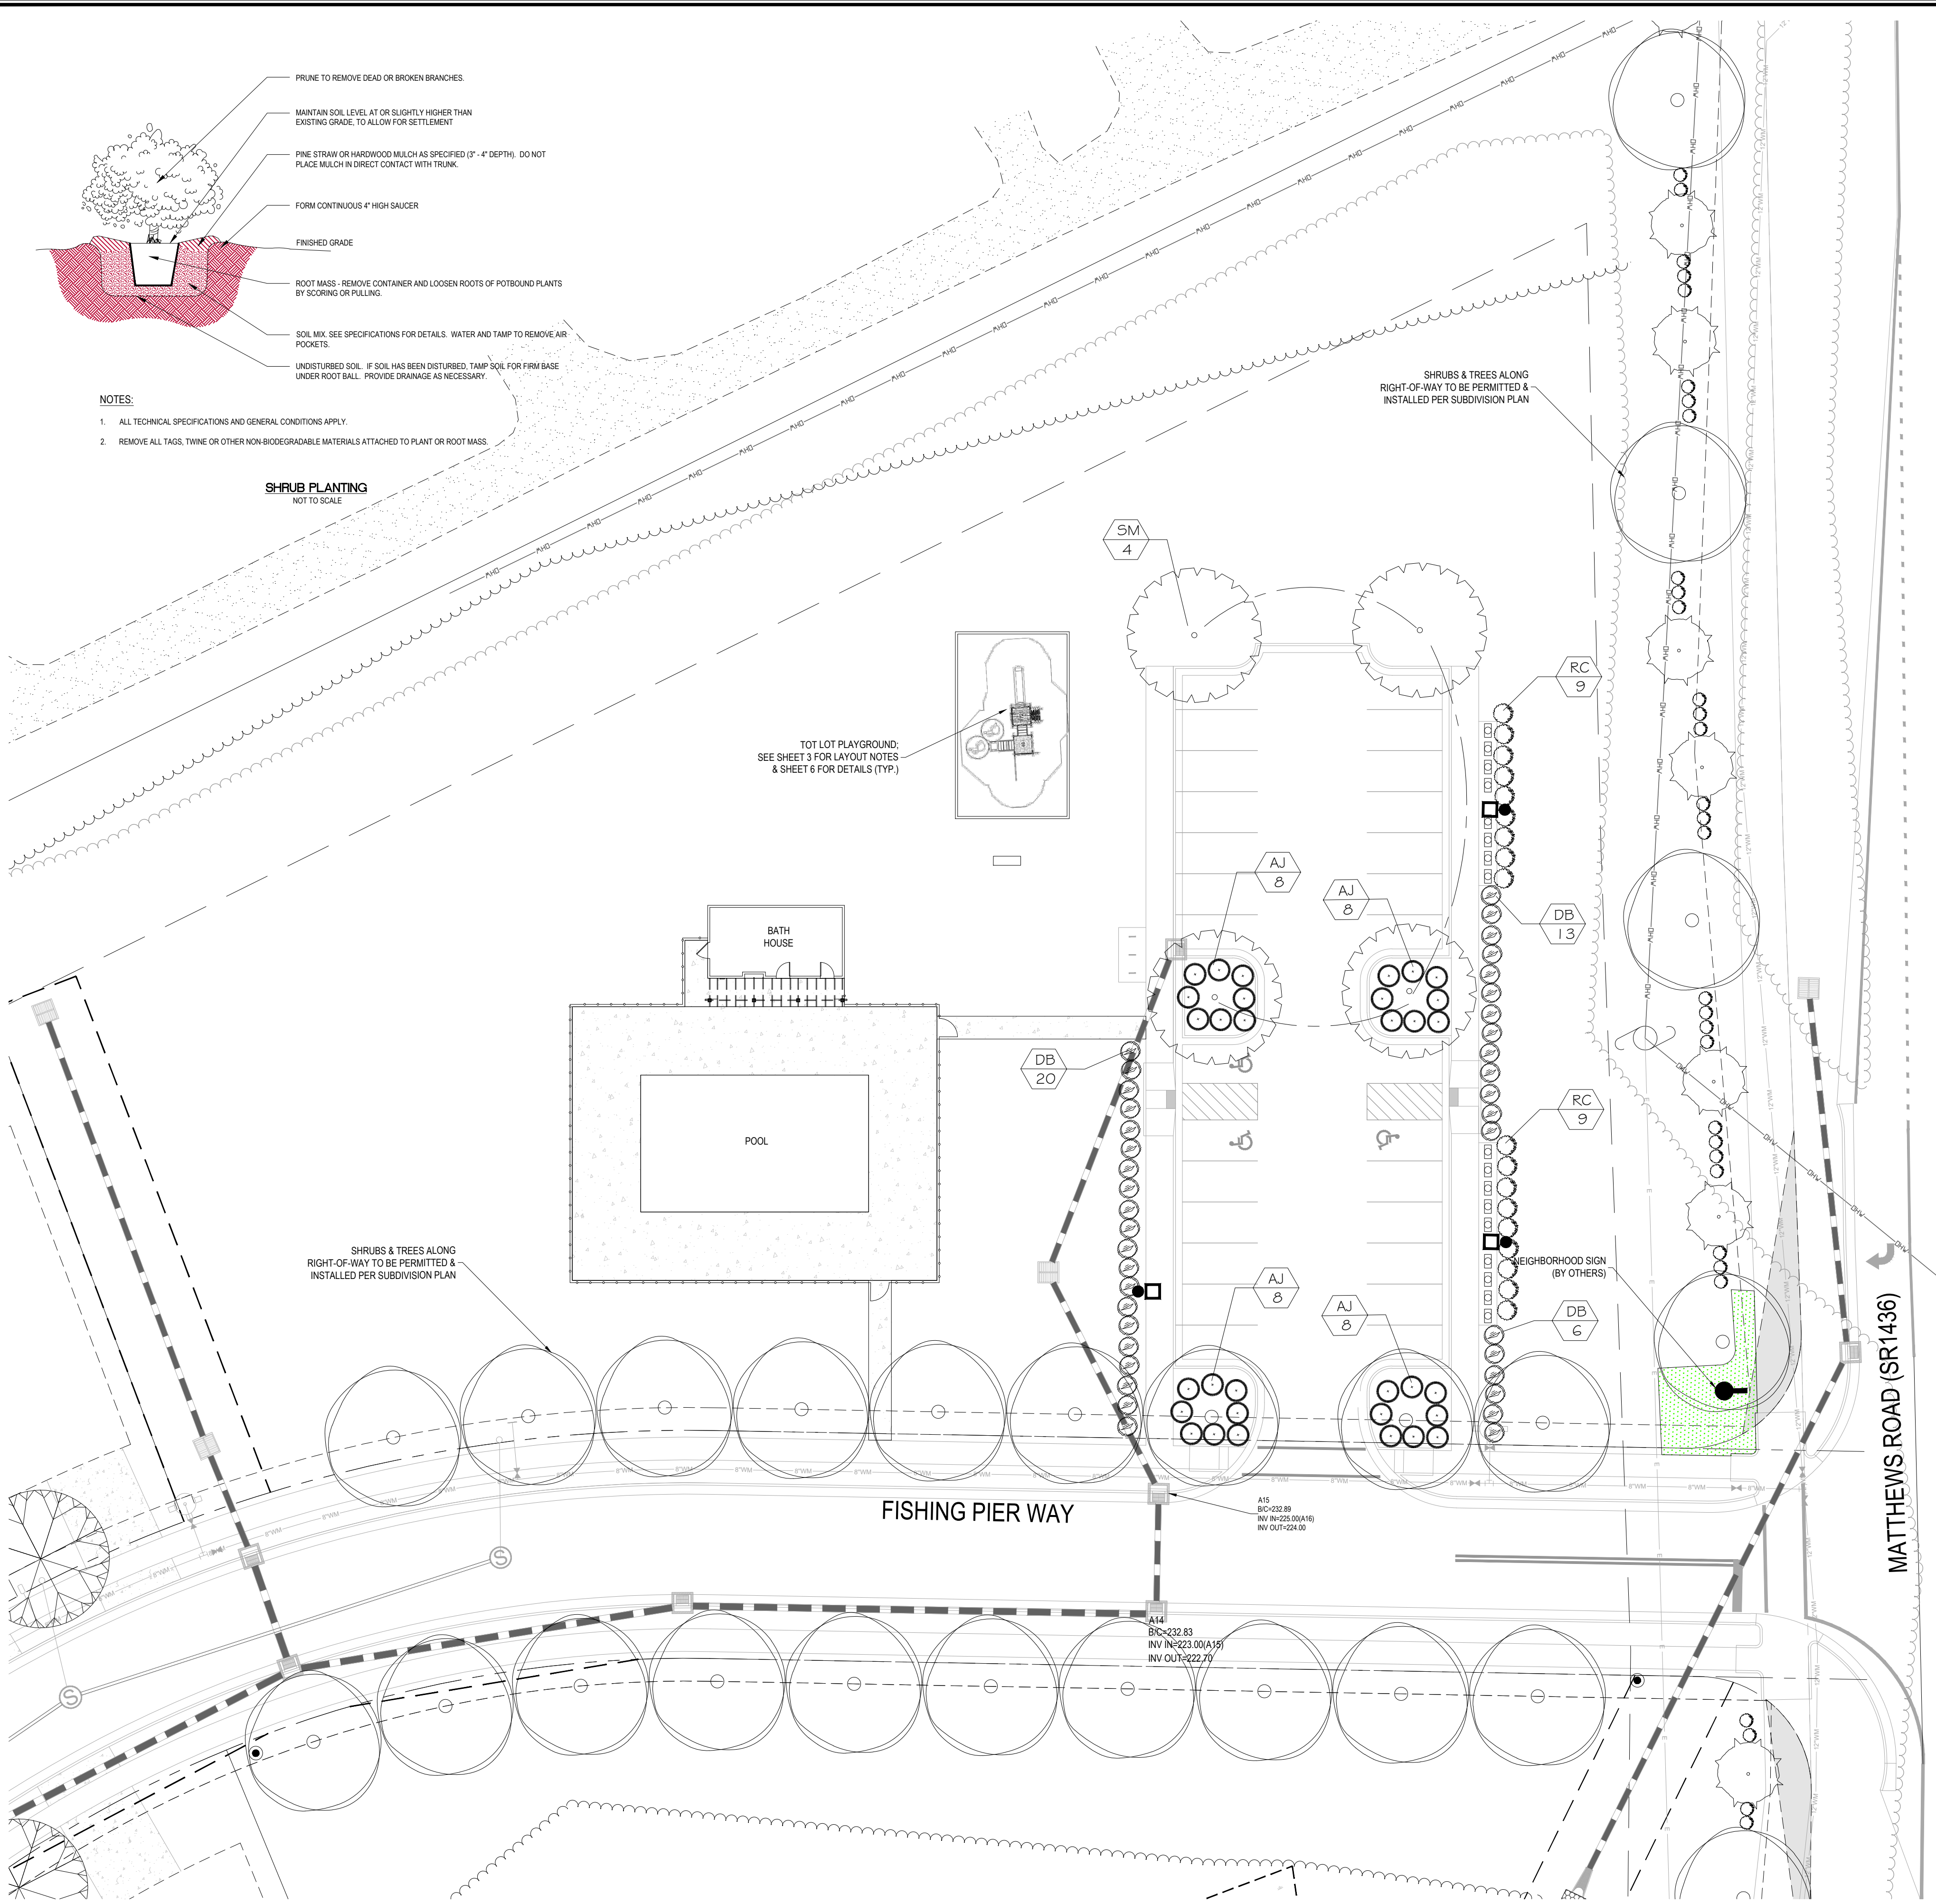 PRUNE TO REMOVE DEAD OR BROKEN BRANCHES.
MAINTAIN SOIL LEVEL AT OR SLIGHTLY HIGHER THAN
EXISTING GRADE, TO ALLOW FOR SETTLEMENT
PINE STRAW OR HARDWOOD MULCH AS SPECIFIED (3" - 4" DEPTH). DO NOT
PLACE MULCH IN DIRECT CONTACT WITH TRUNK.
FORM CONTINUOUS 4" HIGH SAUCER
FINISHED GRADE
ROOT MASS - REMOVE CONTAINER AND LOOSEN ROOTS OF POTBOUND PLANTS
BY SCORING OR PULLING.
SOIL MIX. SEE SPECIFICATIONS FOR DETAILS. WATER AND TAMP TO REMOVE AIR
POCKETS.
UNDISTURBED SOIL. IF SOIL HAS BEEN DISTURBED, TAMP SOIL FOR FIRM BASE
UNDER ROOT BALL. PROVIDE DRAINAGE AS NECESSARY.
NOTES:
1. ALL TECHNICAL SPECIFICATIONS AND GENERAL CONDITIONS APPLY.
2. REMOVE ALL TAGS, TWINE OR OTHER NON-BIODEGRADABLE MATERIALS ATTACHED TO PLANT OR ROOT MASS.
SHRUB PLANTING
NOT TO SCALE
SHRUBS & TREES ALONG
RIGHT-OF-WAY TO BE PERMITTED &
INSTALLED PER SUBDIVISION PLAN
SM
4
RC
9
TOT LOT PLAYGROUND;
SEE SHEET 3 FOR LAYOUT NOTES
& SHEET 6 FOR DETAILS (TYP.)
AJ
8
AJ
8
DB
13
BATH
HOUSE
DB
20
RC
9
POOL
SHRUBS & TREES ALONG
RIGHT-OF-WAY TO BE PERMITTED &
INSTALLED PER SUBDIVISION PLAN
NEIGHBORHOOD SIGN
(BY OTHERS)
AJ
8
AJ
8
DB
6
MATTHEWS ROAD (SR1436)
FISHING PIER WAY
A15
B/C=232.89
INV IN=225.00(A16)
INV OUT=224.00
A14
B/C=232.83
INV IN=223.00(A15)
INV OUT=222.70
S
S